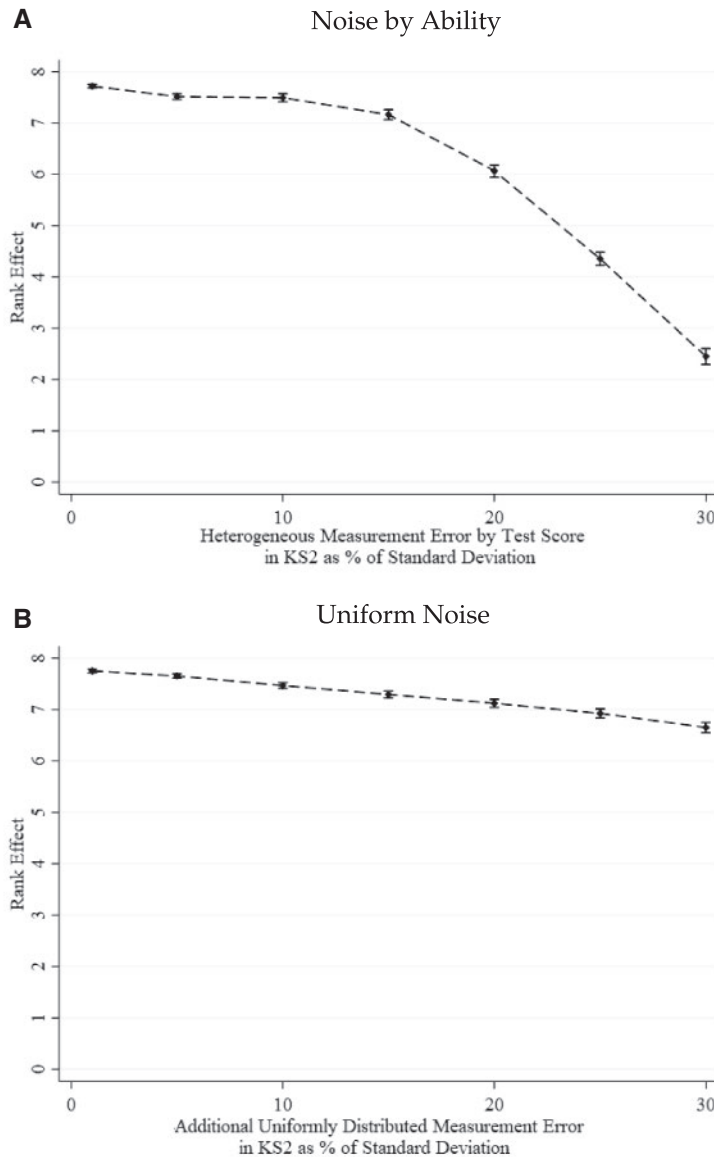 A
Noise by Ability
8
7
6
5
4
3
2
1
0
Rank Effect
0 10 20 30
Heterogeneous Measurement Error by Test Score
in KS2 as % of Standard Deviation
B
Uniform Noise
8
7
6
5
4
3
2
1
0
Rank Effect
0 10 20 30
Additional Uniformly Distributed Measurement Error
in KS2 as % of Standard Deviation